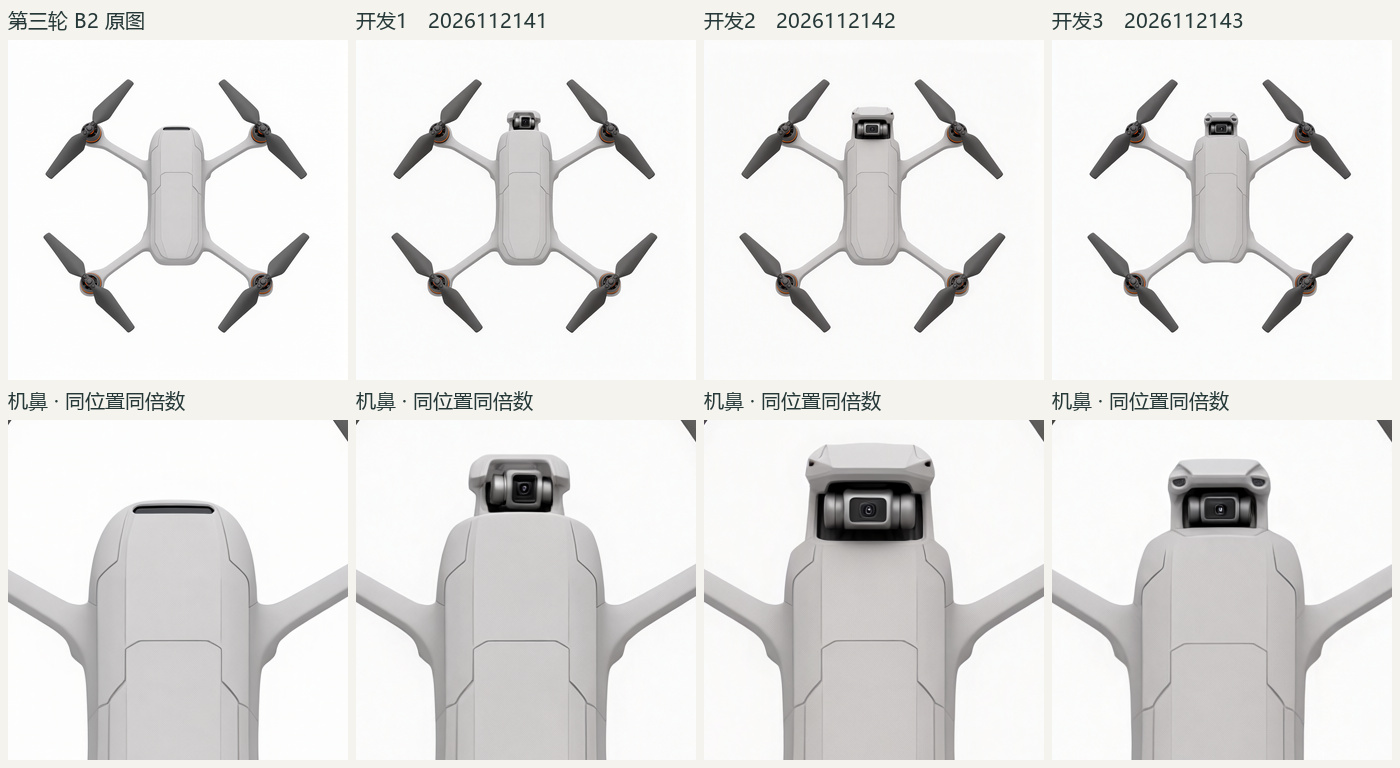 第三轮 B2 原图
开发1 2026112141
开发2 2026112142
开发3 2026112143
机鼻 · 同位置同倍数
机鼻 · 同位置同倍数
机鼻 · 同位置同倍数
机鼻 · 同位置同倍数